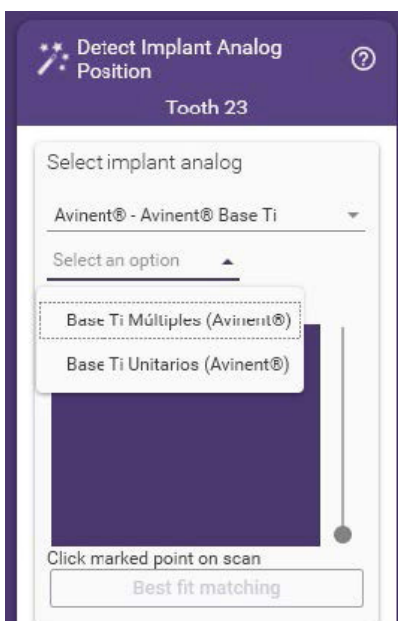 Detect Implant Analog
Position
Tooth 23
Select implant analog
Avinent® - Avinent® Base Ti
Select an option
Base Ti Múltiples (Avinent®)
Base Ti Unitarios (Avinent®)
Click marked point on scan
Best fit matching